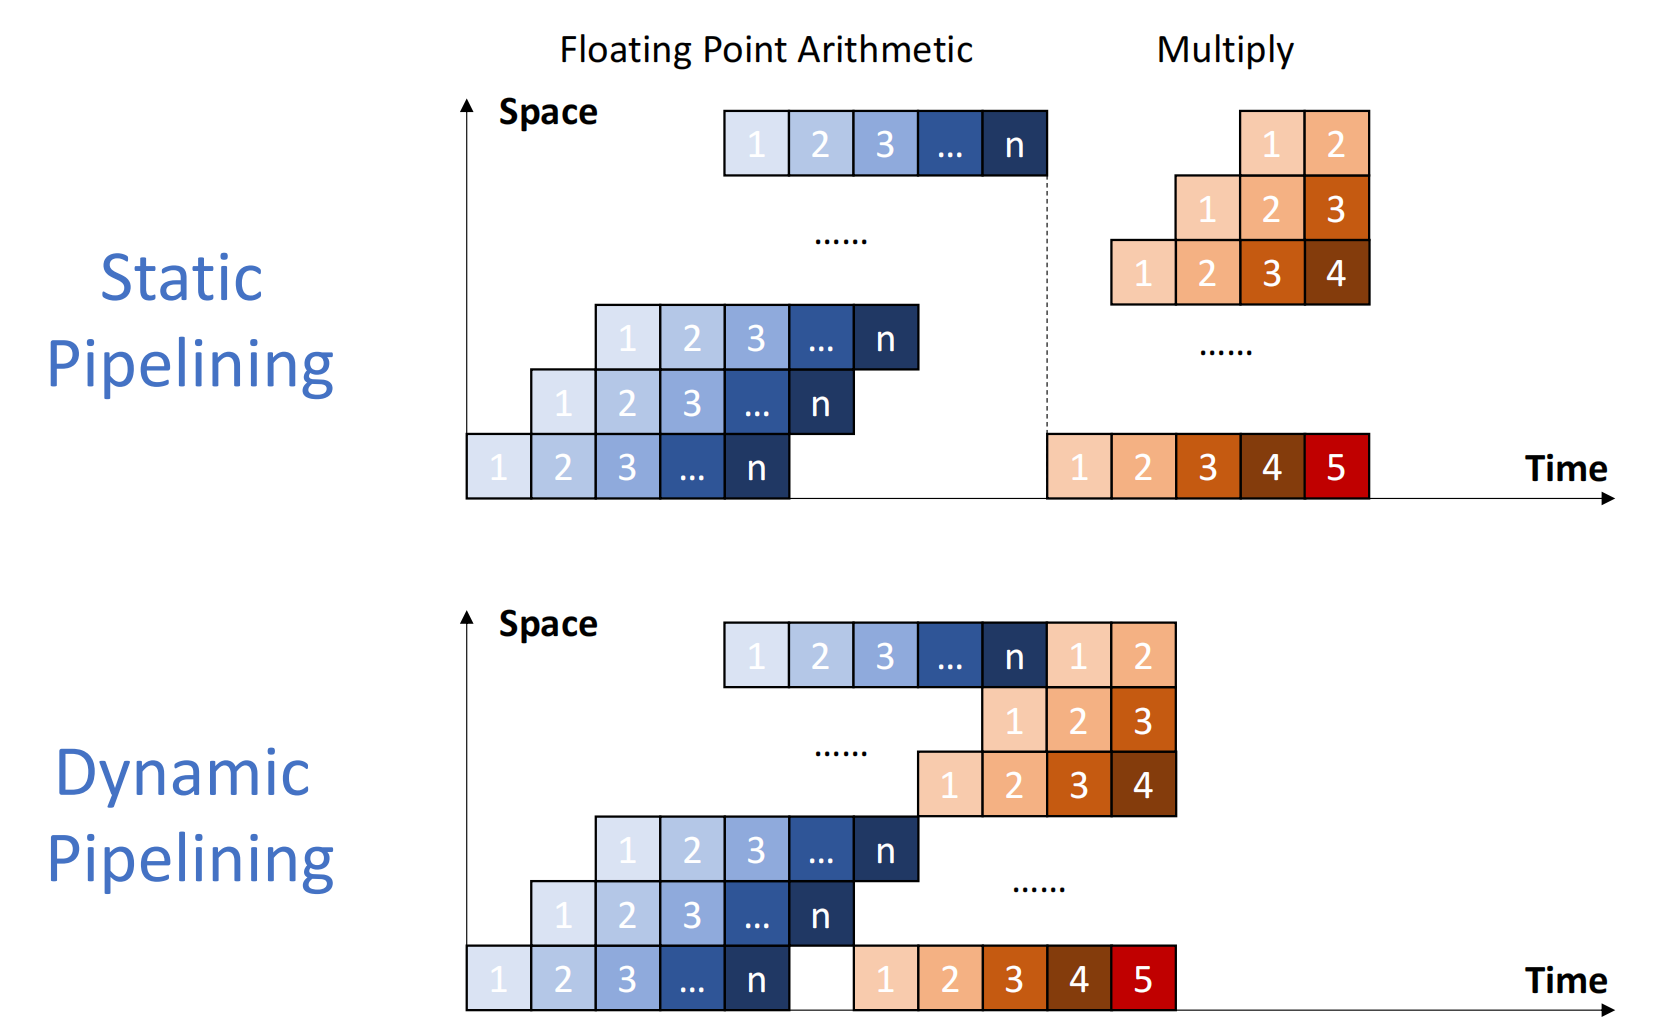 Floating Point Arithmetic Multiply
Space
1 2 3 ... n 1 2
1 2 3
...... 1 2 3 4
Static
Pipelining
1 2 3 ... n ......
1 2 3 ... n
1 2 3 ... n 1 2 3 4 5 Time
Space
1 2 3 ... n 1 2
1 2 3
...... 1 2 3 4
Dynamic
Pipelining
1 2 3 ... n
1 2 3 ... n ......
1 2 3 ... n 1 2 3 4 5 Time